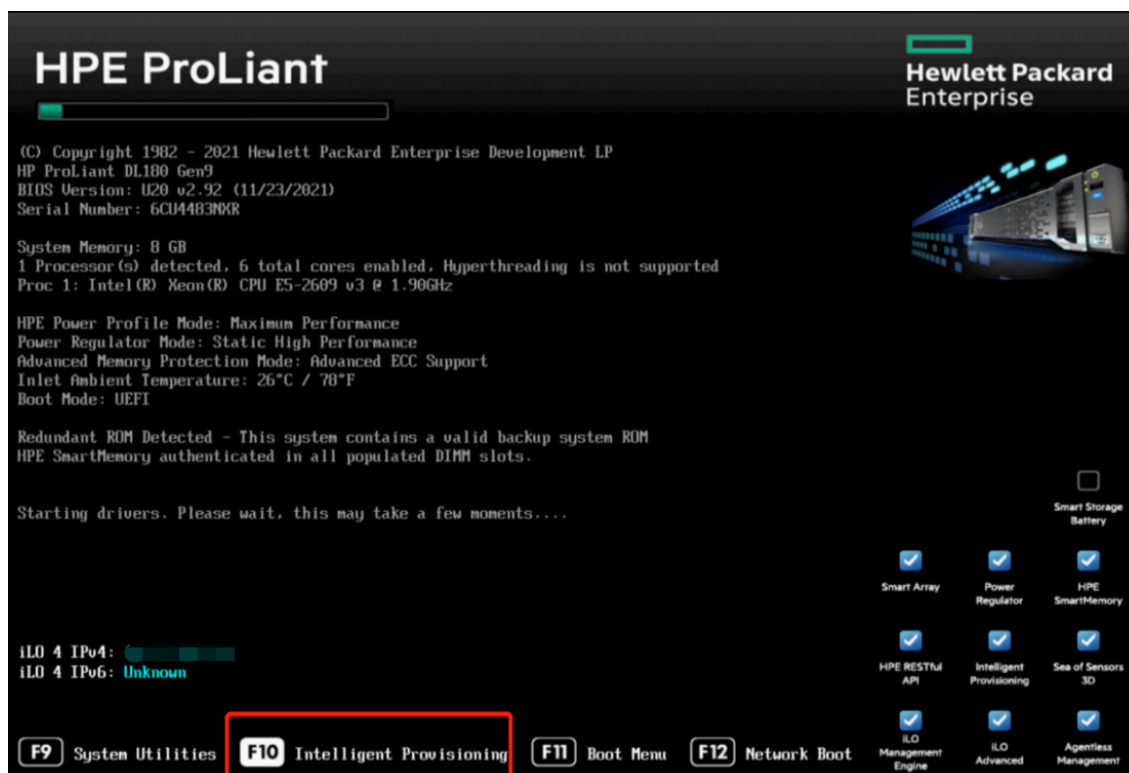 HPE ProLiant
Hewlett Packard
Enterprise
(C) Copyright 1982 - 2021 Hewlett Packard Enterprise Development LP
HP ProLiant DL180 Gen9
BIOS Version: U20 v2.92 (11/23/2021)
Serial Number: 6CU4483NXR
System Memory: 8 GB
1 Processor(s) detected, 6 total cores enabled, Hyperthreading is not supported
Proc 1: Intel(R) Xeon(R) CPU E5-2609 v3 @ 1.90GHz
HPE Power Profile Mode: Maximum Performance
Power Regulator Mode: Static High Performance
Advanced Memory Protection Mode: Advanced ECC Support
Inlet Ambient Temperature: 26°C / 78°F
Boot Mode: UEFI
Redundant ROM Detected - This system contains a valid backup system ROM
HPE SmartMemory authenticated in all populated DIMM slots.
Starting drivers. Please wait, this may take a few moments....
Smart Storage
Battery
Smart Array
Power
Regulator
HPE
SmartMemory
iLO 4 IPv4:
iLO 4 IPv6: Unknown
HPE RESTful
API
Intelligent
Provisioning
Sea of Sensors
3D
iLO
Management
Engine
iLO
Advanced
Agentless
Management
F9 System Utilities F10 Intelligent Provisioning F11 Boot Menu F12 Network Boot